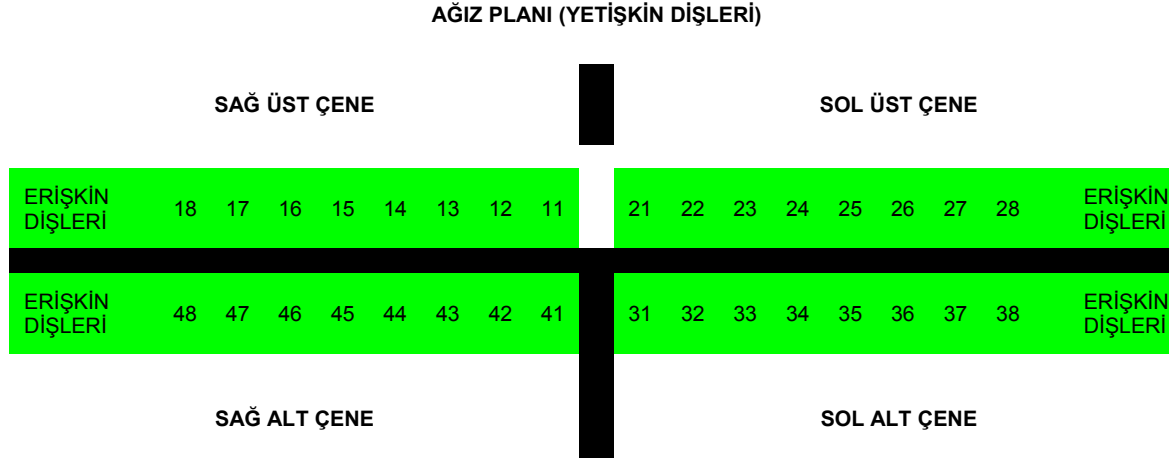 AĞIZ PLANI (YETİŞKİN DİŞLERİ)
SAĞ ÜST ÇENE SOL ÜST ÇENE
ERİŞKİN DİŞLERİ 18 17 16 15 14 13 12 11 21 22 23 24 25 26 27 28 ERİŞKİN DİŞLERİ
ERİŞKİN DİŞLERİ 48 47 46 45 44 43 42 41 31 32 33 34 35 36 37 38 ERİŞKİN DİŞLERİ
SAĞ ALT ÇENE SOL ALT ÇENE